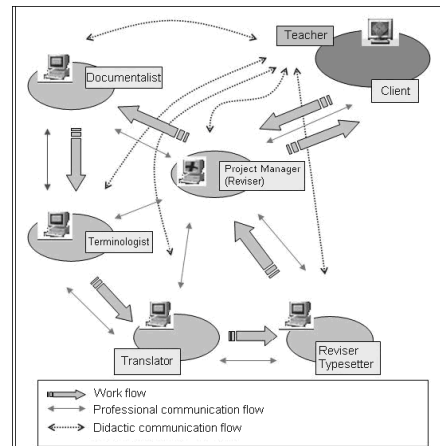 Teacher
Documentalist
Client
Project Manager
(Reviser)
Terminologist
Translator
Reviser
Typesetter
Work flow
Professional communication flow
Didactic communication flow